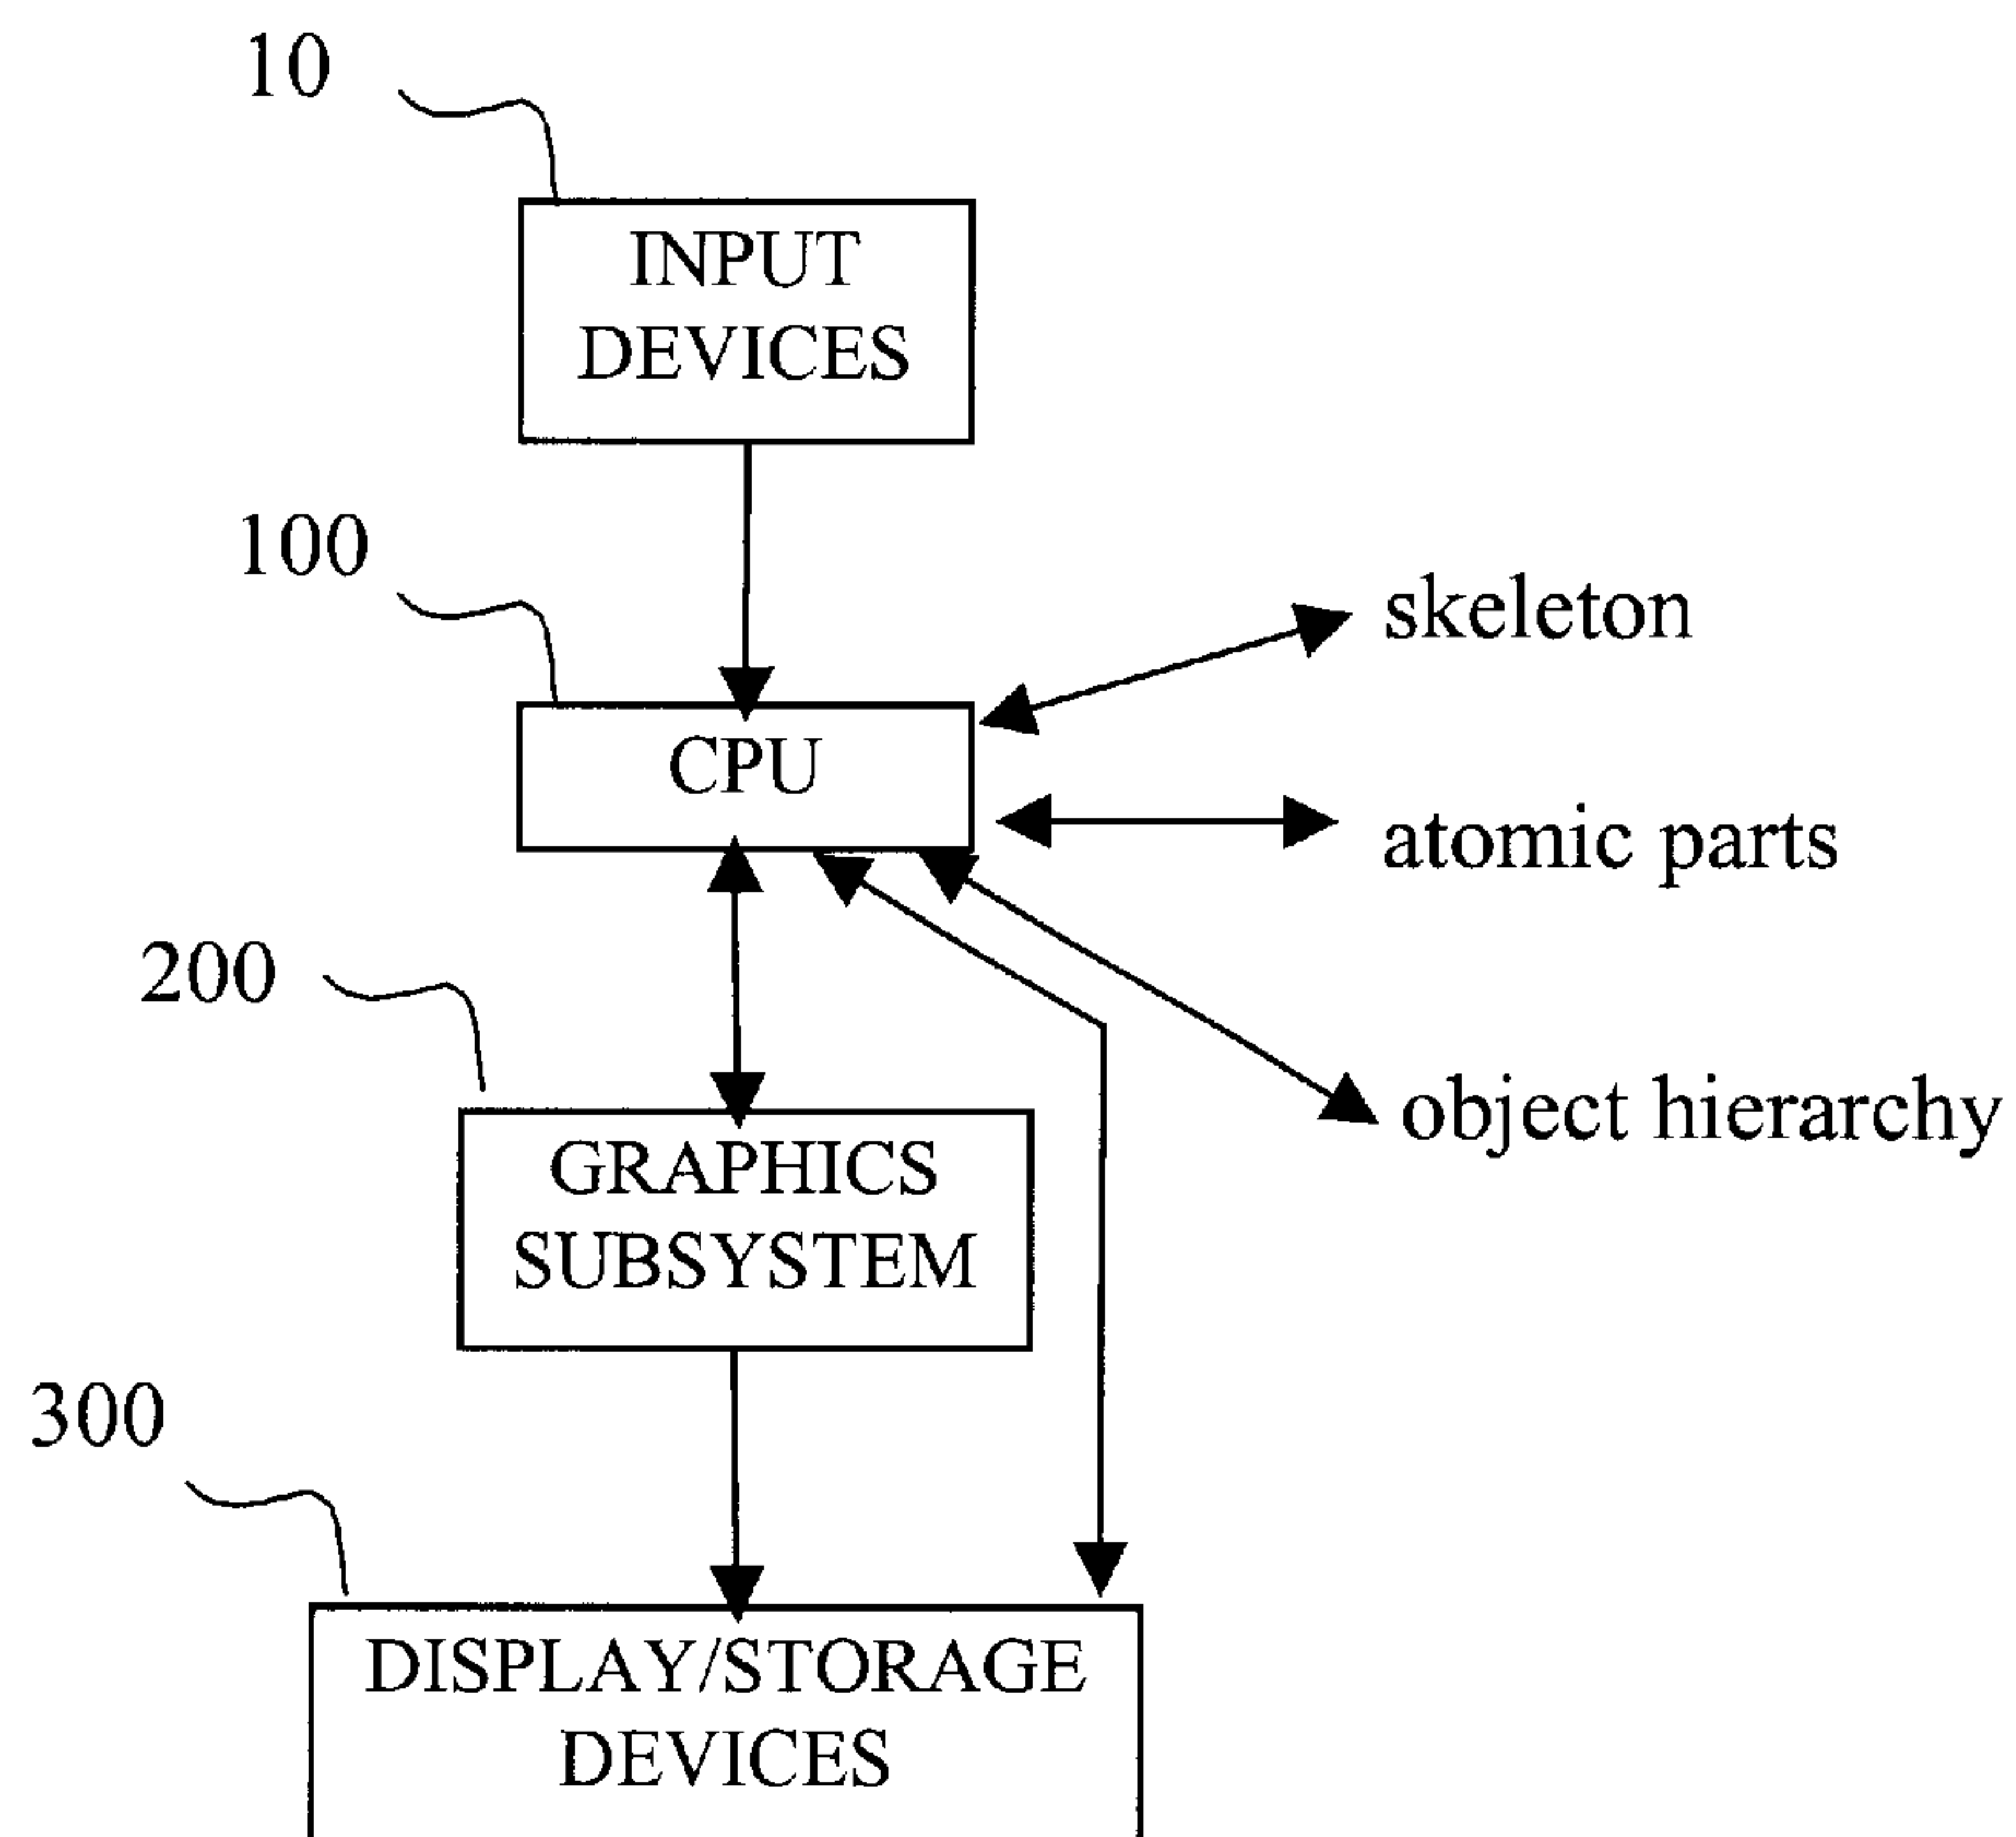 10
INPUT
DEVICES
100
skeleton
CPU
atomic parts
200
object hierarchy
GRAPHICS
SUBSYSTEM
300
DISPLAY/STORAGE
DEVICES